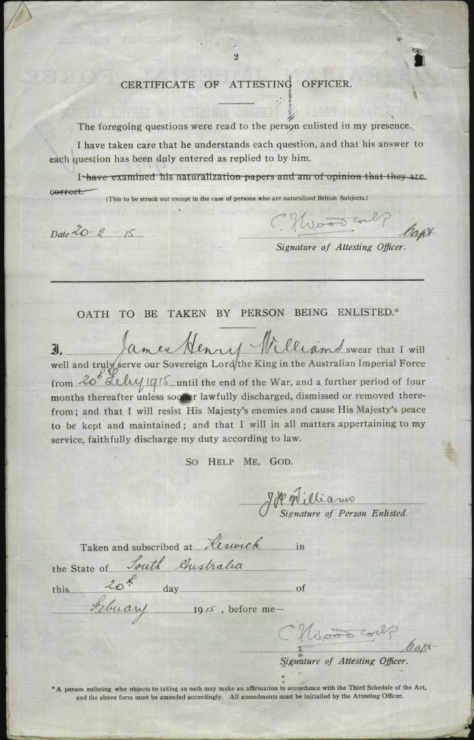 2
CERTIFICATE OF ATTESTING OFFICER.
The foregoing questions were read to the person enlisted in my presence.
I have taken care that he understands each question, and that his answer to
each question has been duly entered as replied to by him.
I have examined his naturalization papers and am of opinion that they are
correct.
(This to be struck out except in the case of persons who are naturalized British Subjects.)
Date 20-2-15
C H Woodcock Capt
Signature of Attesting Officer.
OATH TO BE TAKEN BY PERSON BEING ENLISTED.*
I, James Henry Williams swear that I will
well and truly serve our Sovereign Lord the King in the Australian Imperial Force
from 20th Feby 1915 until the end of the War, and a further period of four
months thereafter unless sooner lawfully discharged, dismissed or removed there-
from; and that I will resist His Majesty's enemies and cause His Majesty's peace
to be kept and maintained; and that I will in all matters appertaining to my
service, faithfully discharge my duty according to law.
SO HELP ME, GOD.
J H Williams
Signature of Person Enlisted.
Taken and subscribed at Keswich in
the State of South Australia
this 20th day of
Febuary 1915, before me—
C H Woodcock Capt
Signature of Attesting Officer.
*A person enlisting who objects to taking an oath may make an affirmation in accordance with the Third Schedule of the Act,
and the above form must be amended accordingly. All amendments must be initialled by the Attesting Officer.